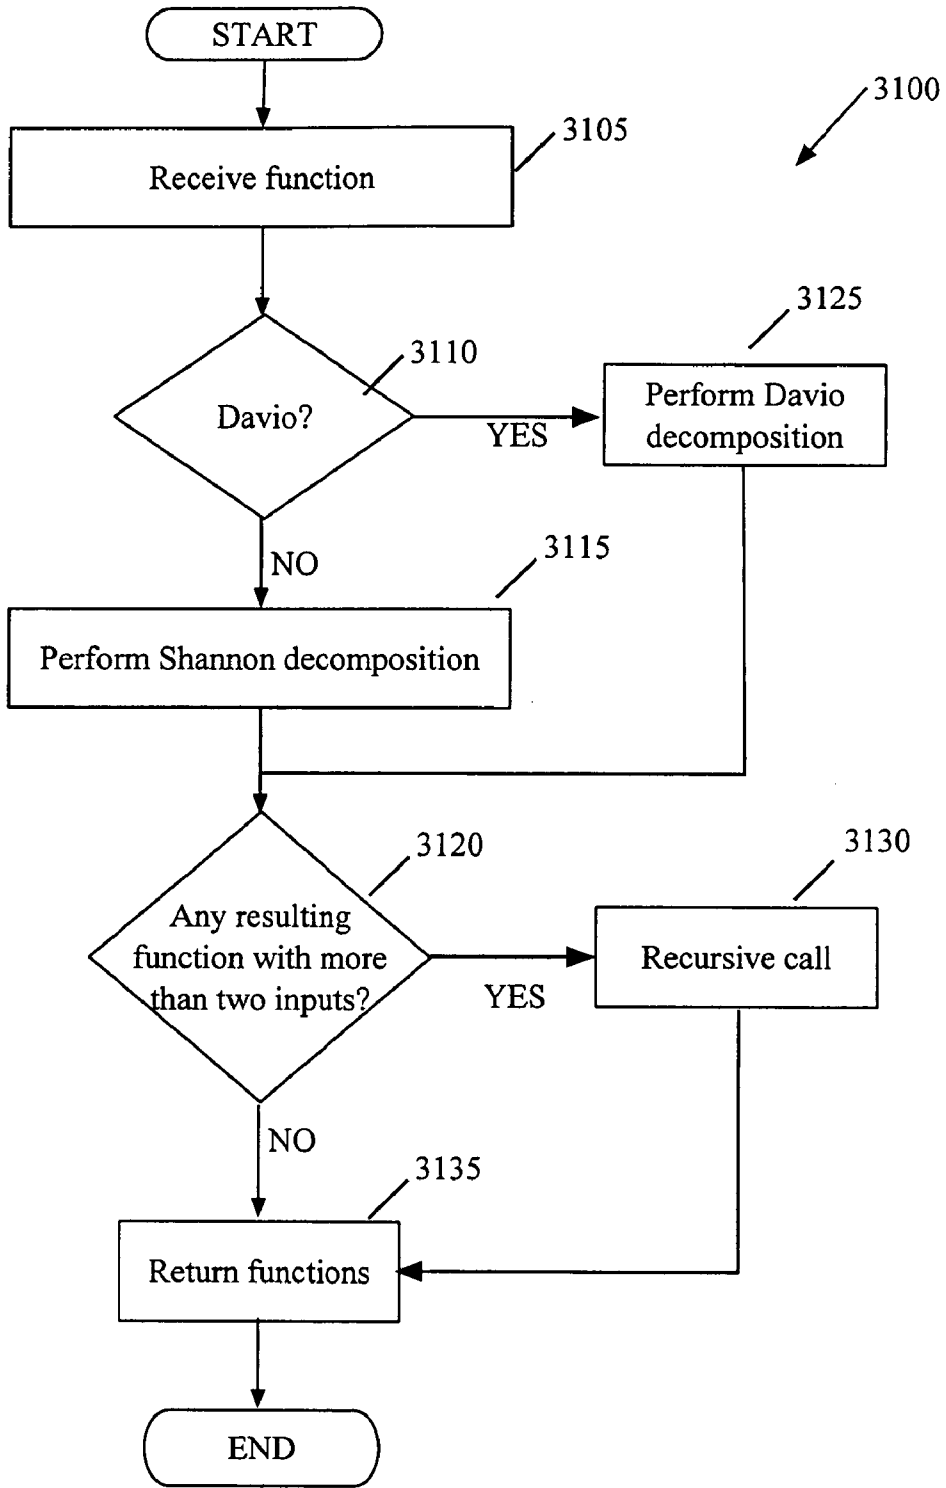 START
3100
3105
Receive function
3125
3110
Davio?
YES
Perform Davio
decomposition
NO
3115
Perform Shannon decomposition
3120
3130
Any resulting
function with more
than two inputs?
YES
Recursive call
NO
3135
Return functions
END